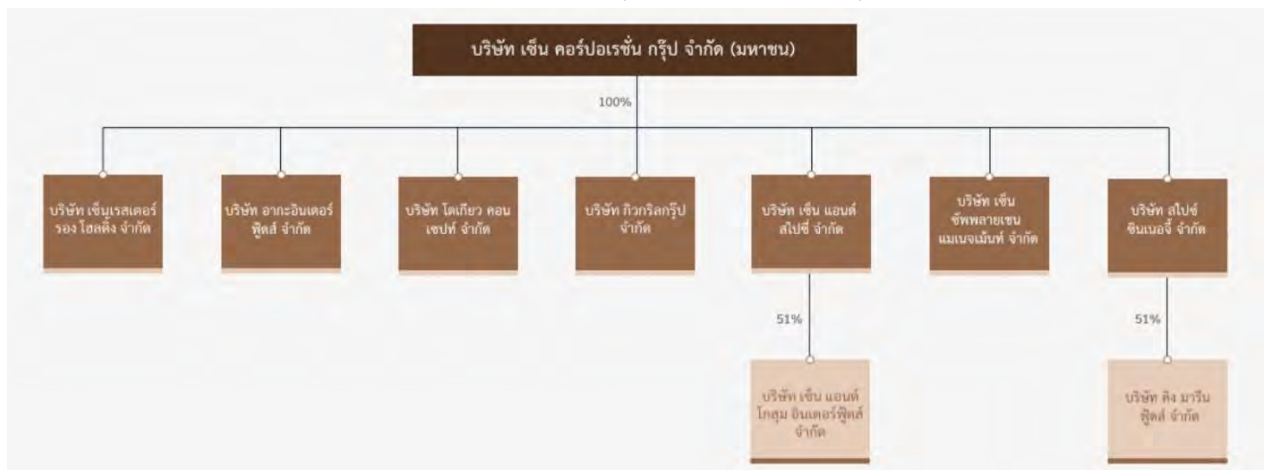 บริษัท เซ็น คอร์ปอเรชั่น กรุ๊ป จำกัด (มหาชน)
100%
บริษัท เซ็นเรสเตอร์
รอง โฮลดิ้ง จำกัด
บริษัท อากะอินเตอร์
ฟู้ดส์ จำกัด
บริษัท โตเกียว คอน
เซปท์ จำกัด
บริษัท กิวกริลกรุ๊ป
จำกัด
บริษัท เซ็น แอนด์
สไปซี่ จำกัด
บริษัท เซ็น
ซัพพลายเชน
แมเนจเม้นท์ จำกัด
บริษัท สไปซ์
ซินเนอจี้ จำกัด
51%
51%
บริษัท เซ็น แอนด์
โกสุม อินเตอร์ฟู้ดส์
จำกัด
บริษัท คิง มารีน
ฟู้ดส์ จำกัด